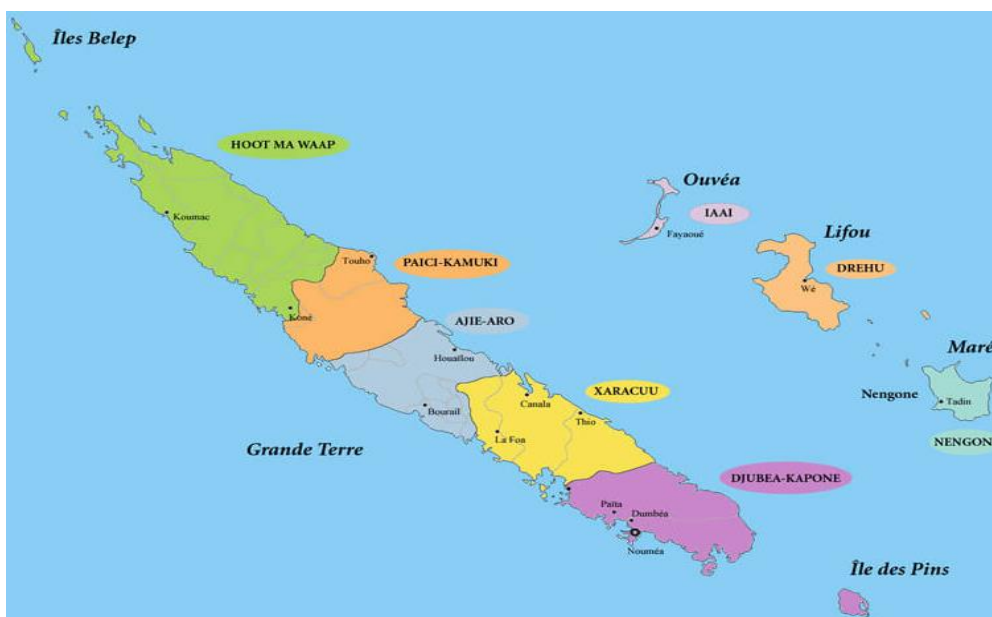 Îles Belep
HOOT MA WAAP
Koumac
Ouvéa
IAAI
Fayaoué
Lifou
DREHU
Wé
Touho
PAICI-KAMUKI
Koné
AJIE-ARO
Houaïlou
Maré
Nengone
Tadin
NENGON
XARACUU
Canala
Bourail
Thio
La Foa
Grande Terre
DJUBEA-KAPONE
Païta
Dumbéa
Nouméa
Île des Pins